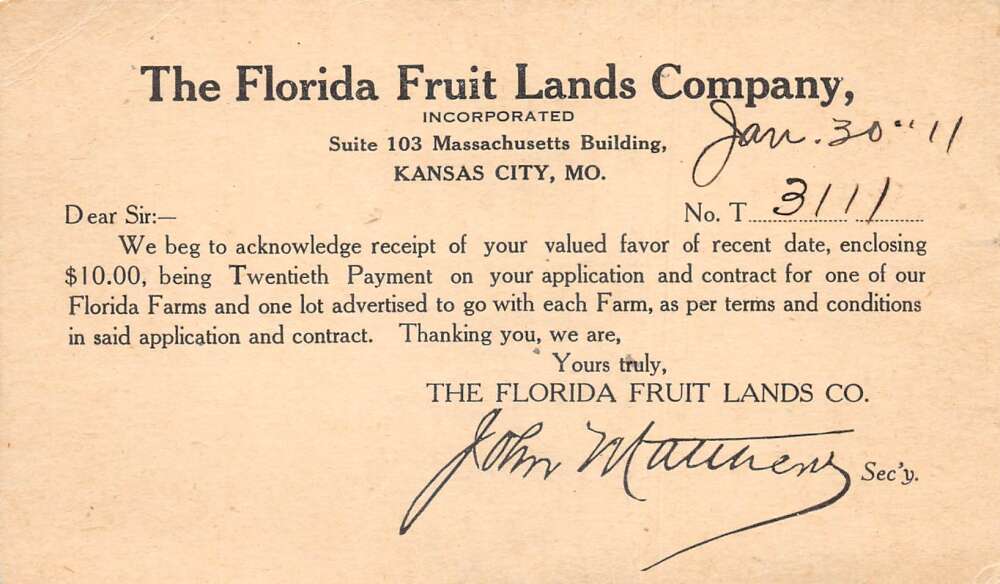 The Florida Fruit Lands Company,
INCORPORATED
Suite 103 Massachusetts Building,
KANSAS CITY, MO.
Jan. 30" 11
Dear Sir:—
No. T 3111
We beg to acknowledge receipt of your valued favor of recent date, enclosing
$10.00, being Twentieth Payment on your application and contract for one of our
Florida Farms and one lot advertised to go with each Farm, as per terms and conditions
in said application and contract. Thanking you, we are,
Yours truly,
THE FLORIDA FRUIT LANDS CO.
John Matthews Sec'y.